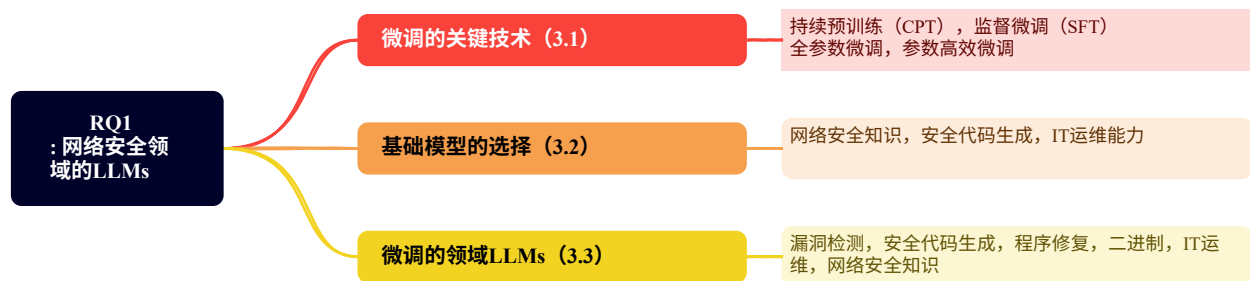 RQ1
: 网络安全领
域的LLMs
微调的关键技术（3.1）
持续预训练（CPT），监督微调（SFT）
全参数微调，参数高效微调
基础模型的选择（3.2）
网络安全知识，安全代码生成，IT运维能力
微调的领域LLMs（3.3）
漏洞检测，安全代码生成，程序修复，二进制，IT运
维，网络安全知识